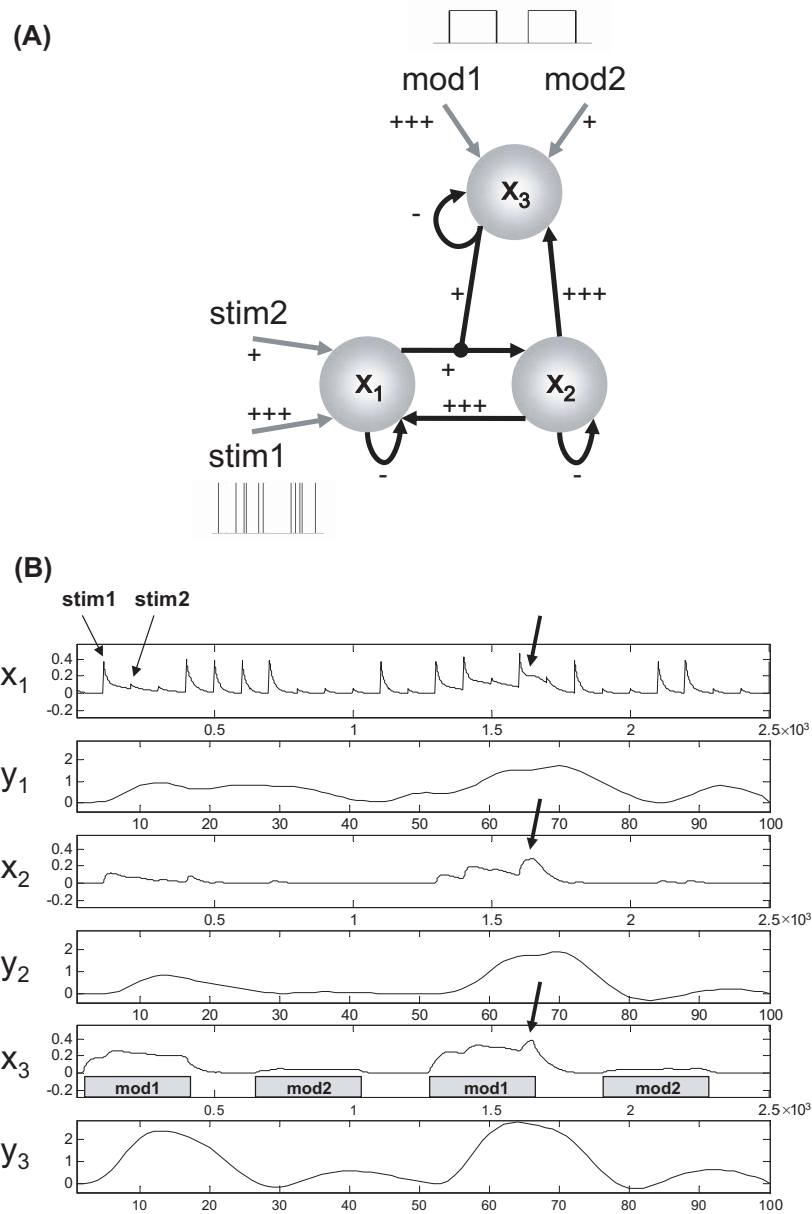 (A)
mod1 mod2
+++ +
x3
-
+ +++
stim2
+
+
x1 x2
+++ +++
stim1
- -
(B)
stim1 stim2
x1
0.4
0.2
0
-0.2
0.5 1 1.5 2 2.5×10³
y1
2
1
0
10 20 30 40 50 60 70 80 90 100
x2
0.4
0.2
0
-0.2
0.5 1 1.5 2 2.5×10³
y2
2
1
0
10 20 30 40 50 60 70 80 90 100
x3
0.4
0.2
0
-0.2
mod1 mod2 mod1 mod2
0.5 1 1.5 2 2.5×10³
y3
2
1
0
10 20 30 40 50 60 70 80 90 100